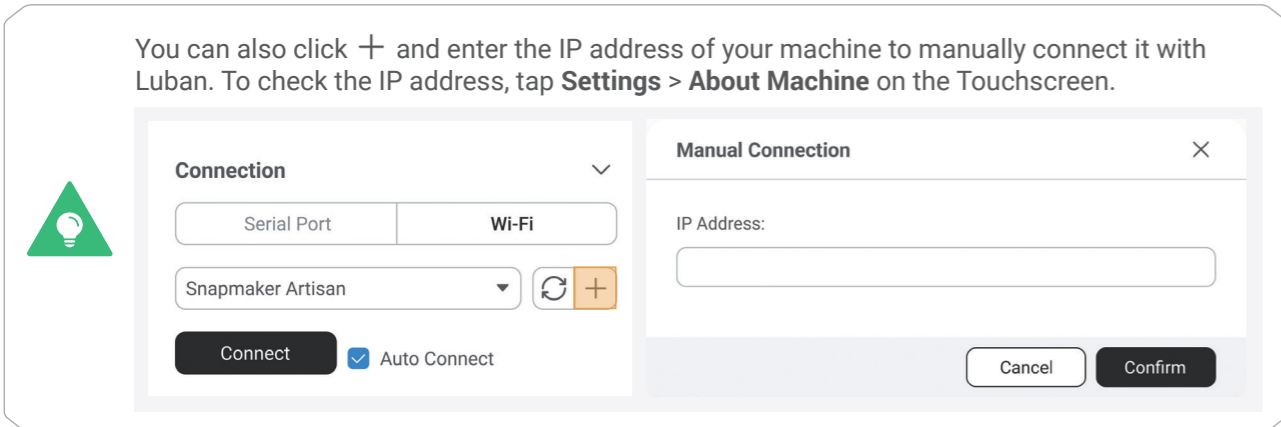 You can also click + and enter the IP address of your machine to manually connect it with
Luban. To check the IP address, tap Settings > About Machine on the Touchscreen.
Connection
Serial Port
Wi-Fi
Snapmaker Artisan
Connect
Auto Connect
Manual Connection
IP Address:
Cancel
Confirm